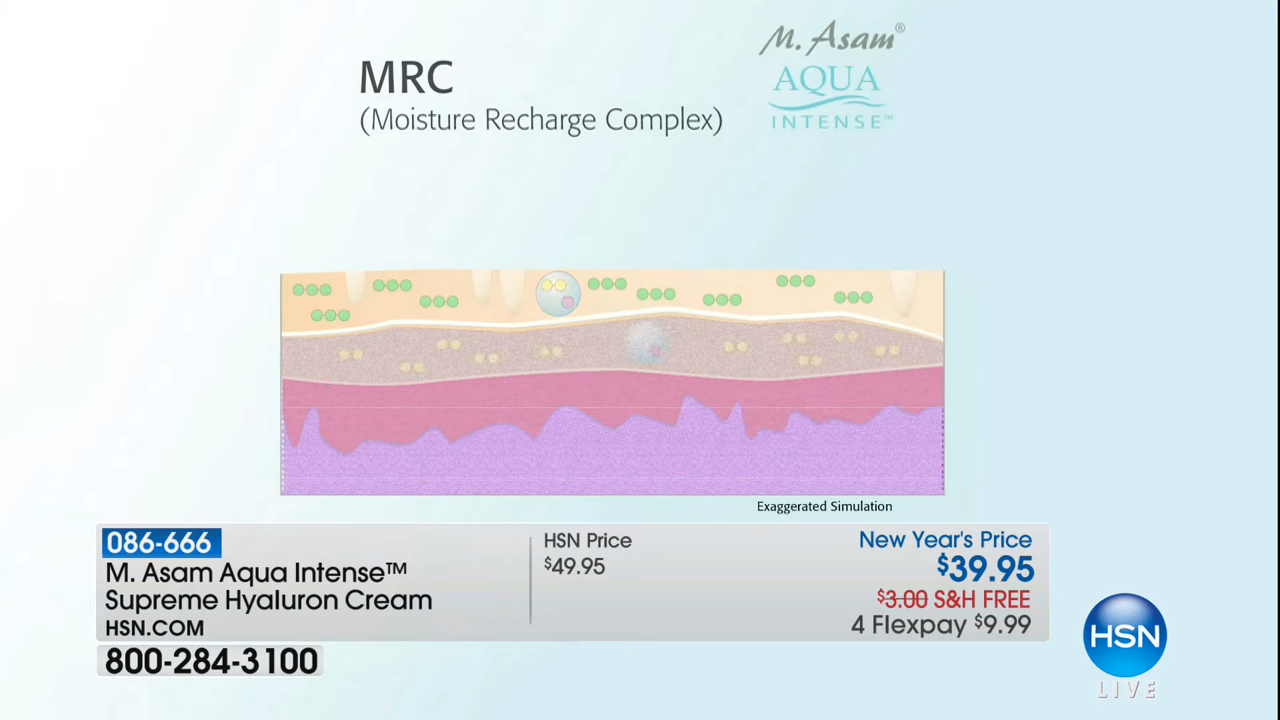 M. Asam®
AQUA
INTENSE™
MRC
(Moisture Recharge Complex)
Exaggerated Simulation
086-666
M. Asam Aqua Intense™
Supreme Hyaluron Cream
HSN.COM
800-284-3100
HSN Price
$49.95
New Year's Price
$39.95
$3.00 S&H FREE
4 Flexpay $9.99
HSN
LIVE